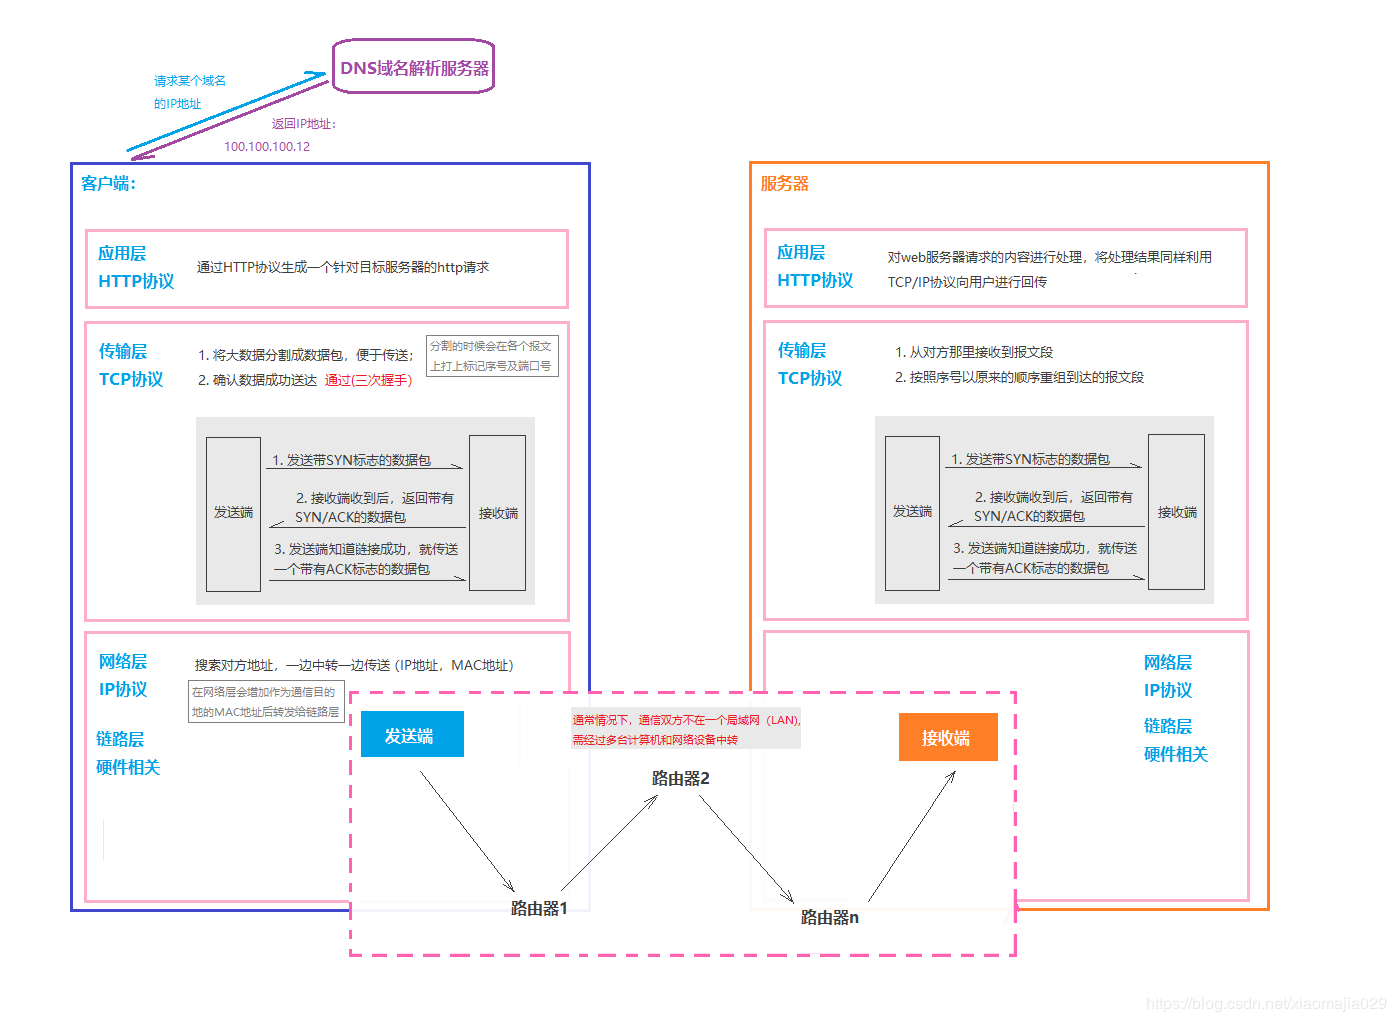 DNS域名解析服务器
请求某个域名
的IP地址
返回IP地址：
100.100.100.12
客户端：
应用层
HTTP协议
通过HTTP协议生成一个针对目标服务器的http请求
传输层
TCP协议
1. 将大数据分割成数据包，便于传送；
2. 确认数据成功送达 通过(三次握手)
分割的时候会在各个报文
上打上标记序号及端口号
发送端
1. 发送带SYN标志的数据包
2. 接收端收到后，返回带有
SYN/ACK的数据包
3. 发送端知道链接成功，就传送
一个带有ACK标志的数据包
接收端
网络层
IP协议
搜索对方地址，一边中转一边传送 (IP地址，MAC地址)
在网络层会增加作为通信目的
地的MAC地址后转发给链路层
链路层
硬件相关
服务器
应用层
HTTP协议
对web服务器请求的内容进行处理，将处理结果同样利用
TCP/IP协议向用户进行回传
传输层
TCP协议
1. 从对方那里接收到报文段
2. 按照序号以原来的顺序重组到达的报文段
发送端
1. 发送带SYN标志的数据包
2. 接收端收到后，返回带有
SYN/ACK的数据包
3. 发送端知道链接成功，就传送
一个带有ACK标志的数据包
接收端
网络层
IP协议
链路层
硬件相关
发送端
通常情况下，通信双方不在一个局域网（LAN),
需经过多台计算机和网络设备中转
接收端
路由器2
路由器1
路由器n
https://blog.csdn.net/xiaomajia029